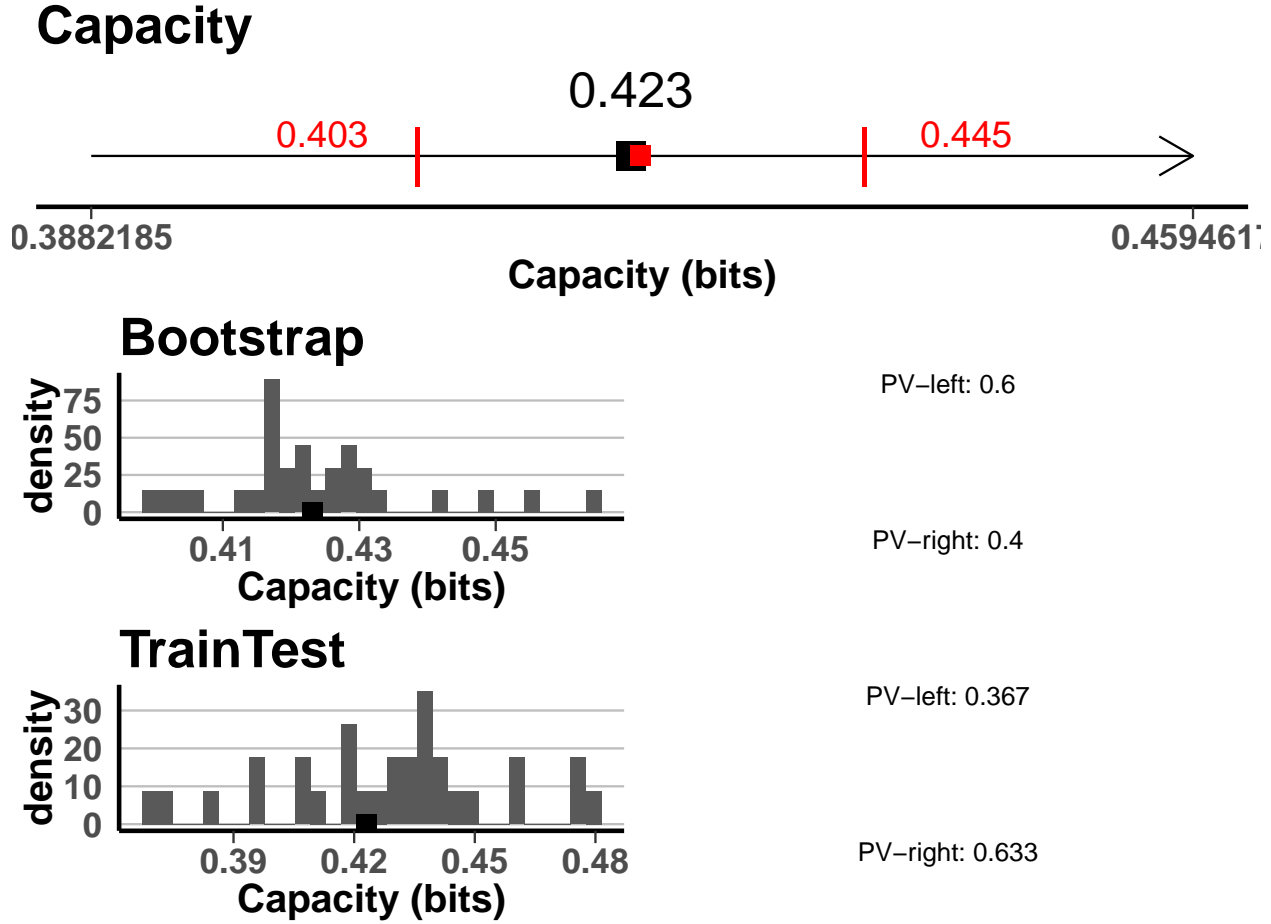 Capacity
0.423
0.403
0.445
0.3882185
0.4594617
Capacity (bits)
Bootstrap
density
75
50
25
0
0.41 0.43 0.45
Capacity (bits)
PV−left: 0.6
PV−right: 0.4
TrainTest
density
30
20
10
0
0.39 0.42 0.45 0.48
Capacity (bits)
PV−left: 0.367
PV−right: 0.633